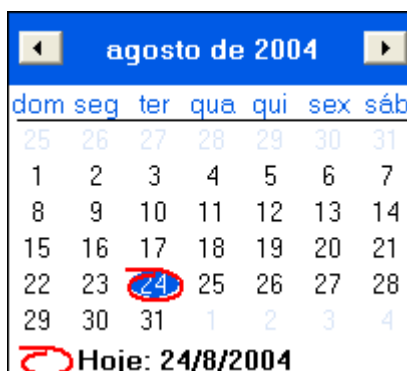 agosto de 2004
dom seg ter qua qui sex sáb
25 26 27 28 29 30 31
1 2 3 4 5 6 7
8 9 10 11 12 13 14
15 16 17 18 19 20 21
22 23 24 25 26 27 28
29 30 31 1 2 3 4
Hoje: 24/8/2004